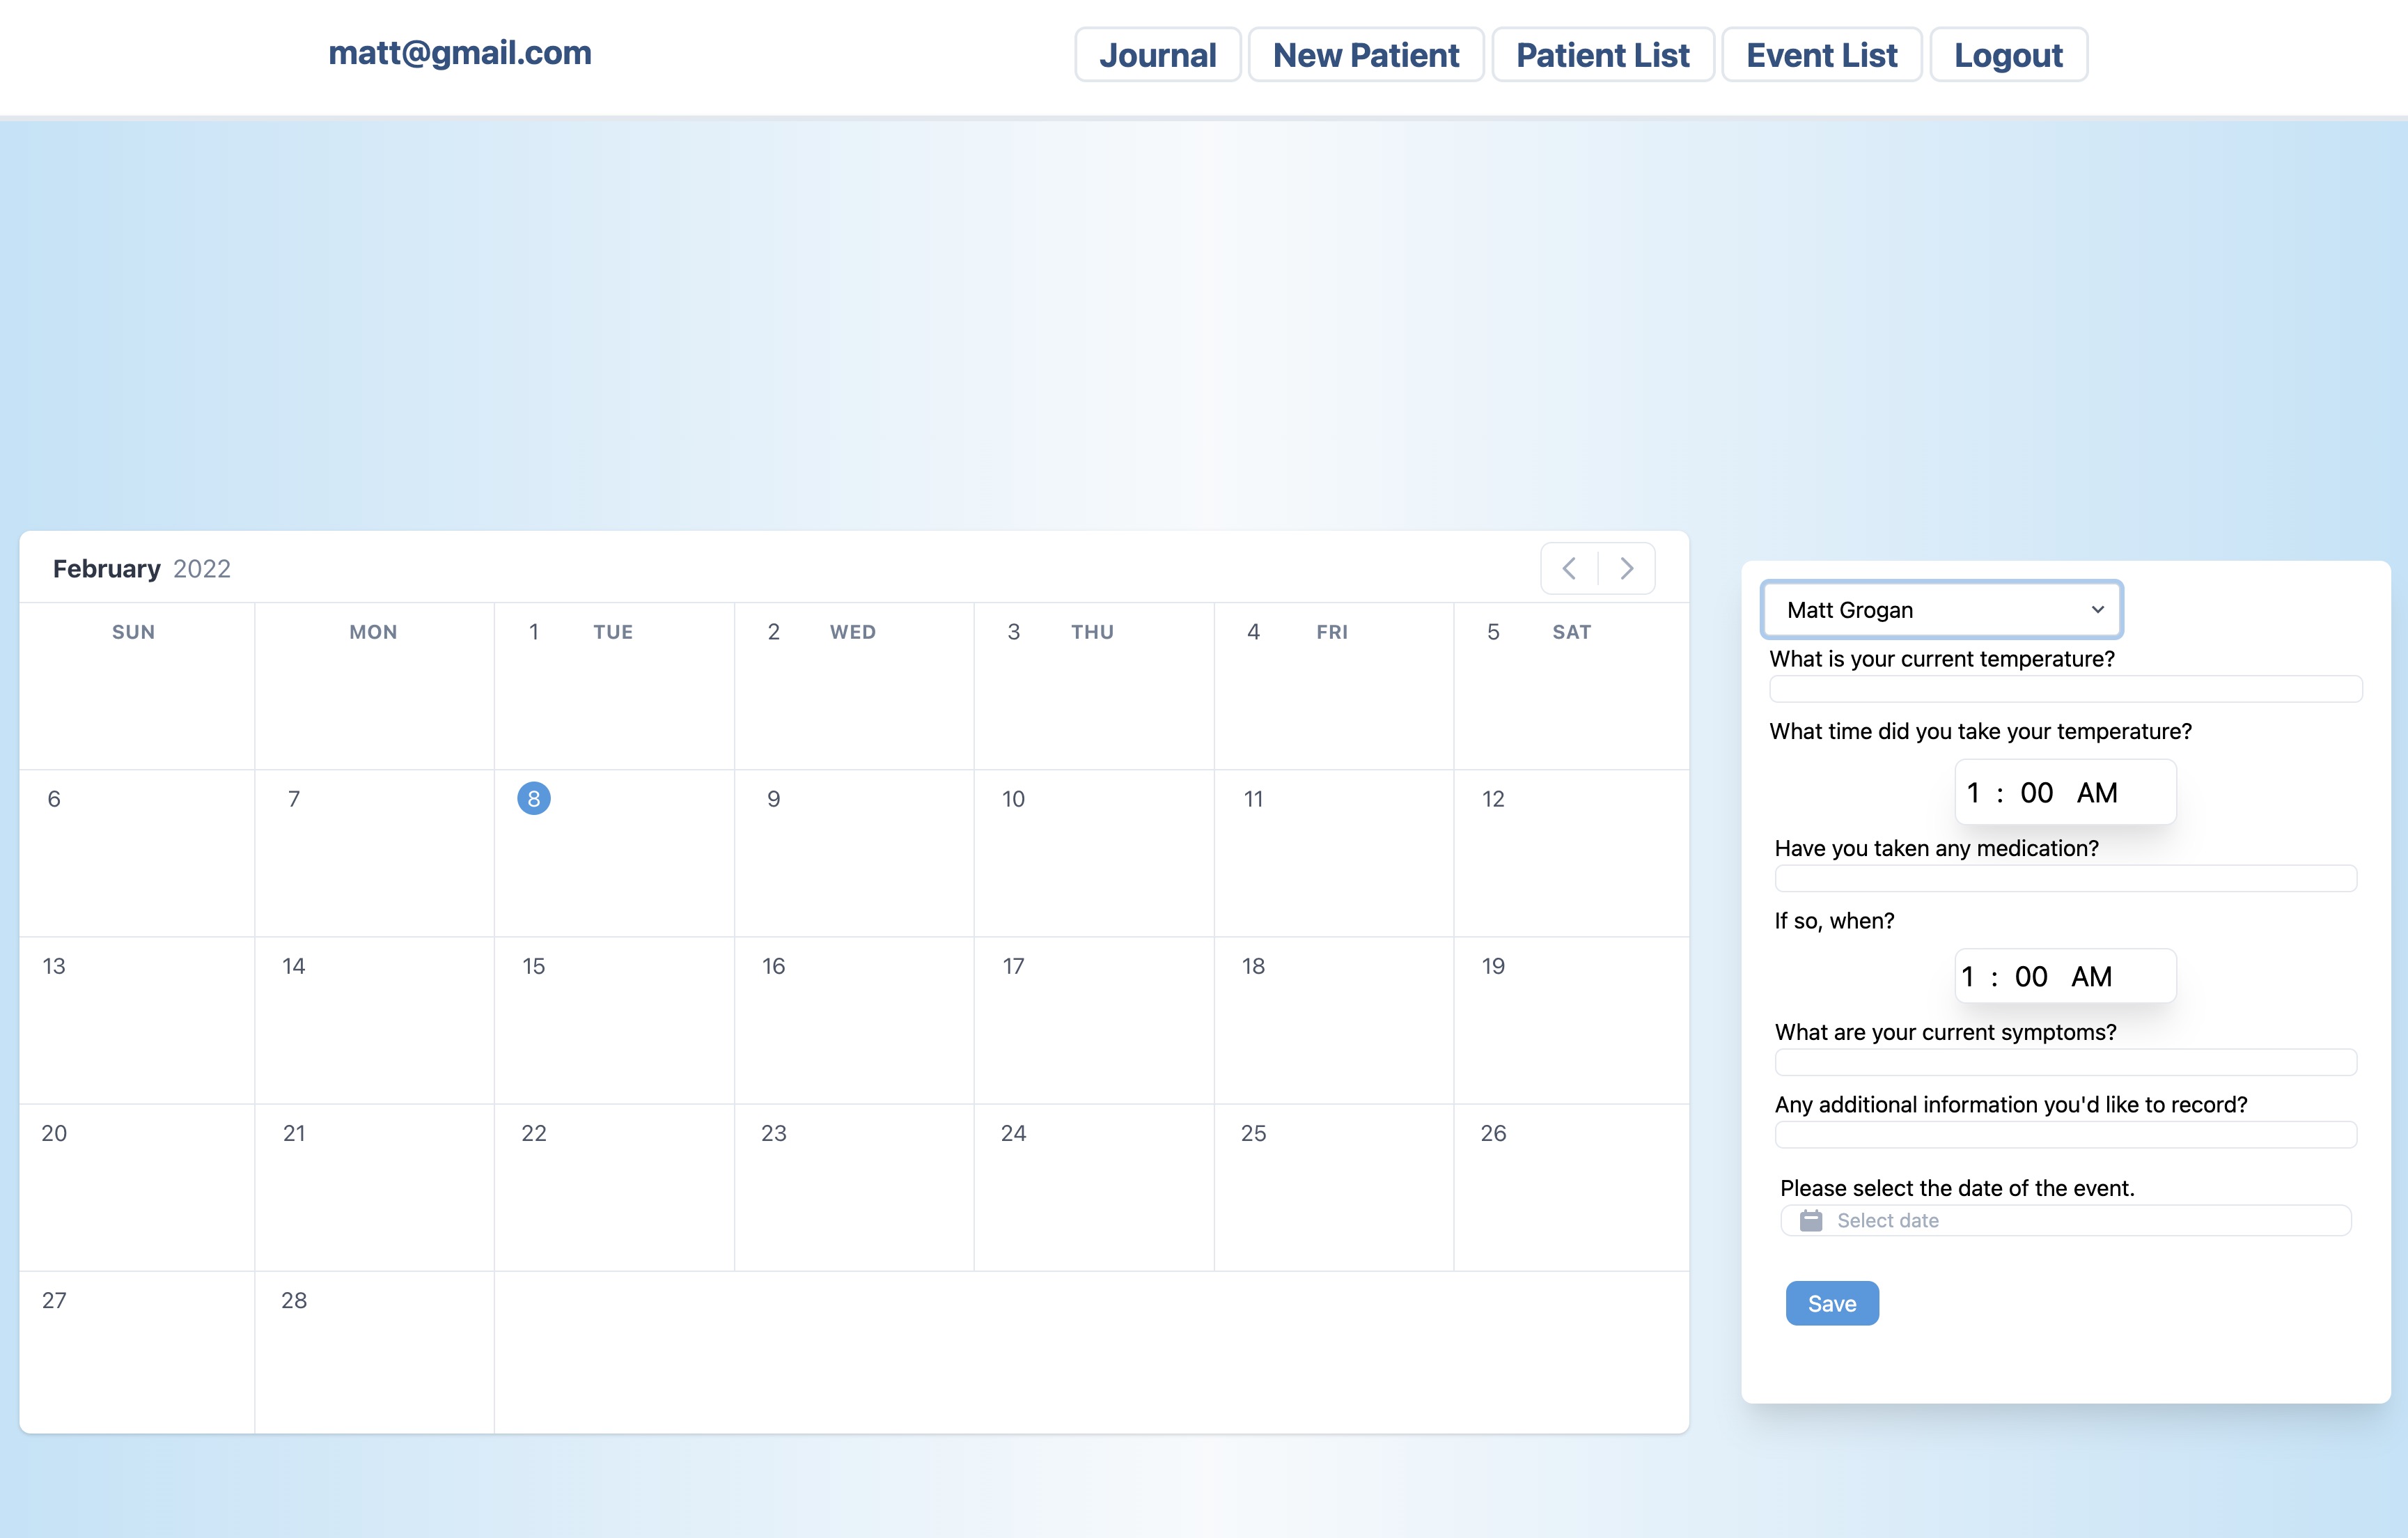 matt@gmail.com
Journal New Patient Patient List Event List Logout
February 2022
SUN MON 1 TUE 2 WED 3 THU 4 FRI 5 SAT
6 7 8 9 10 11 12
13 14 15 16 17 18 19
20 21 22 23 24 25 26
27 28
Matt Grogan
What is your current temperature?
What time did you take your temperature?
1 : 00 AM
Have you taken any medication?
If so, when?
1 : 00 AM
What are your current symptoms?
Any additional information you'd like to record?
Please select the date of the event.
Select date
Save